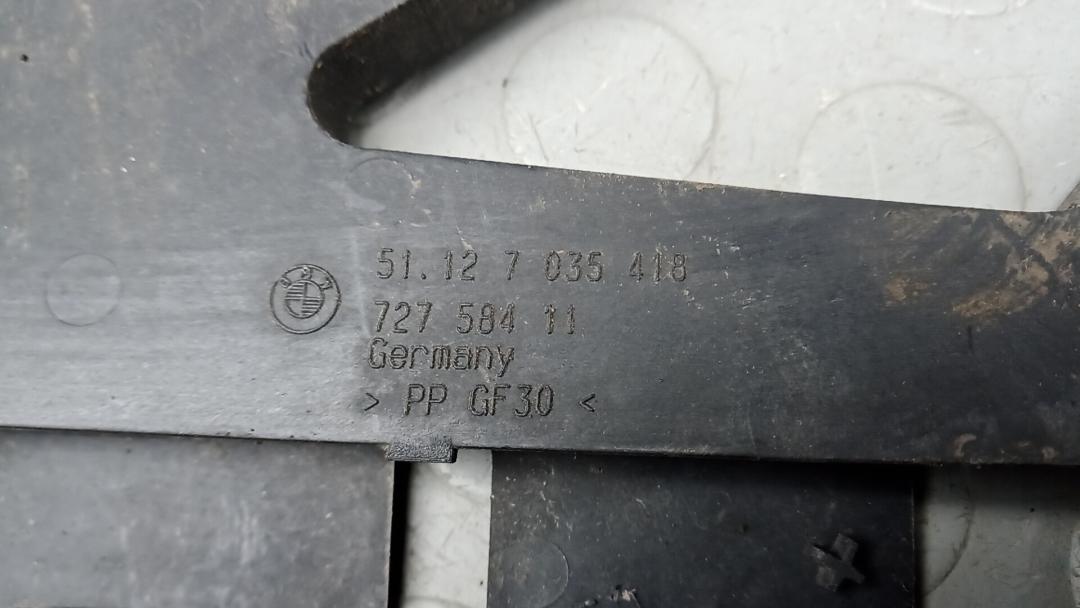 51.12 7 035 418
727 584 11
Germany
> PP GF30 <